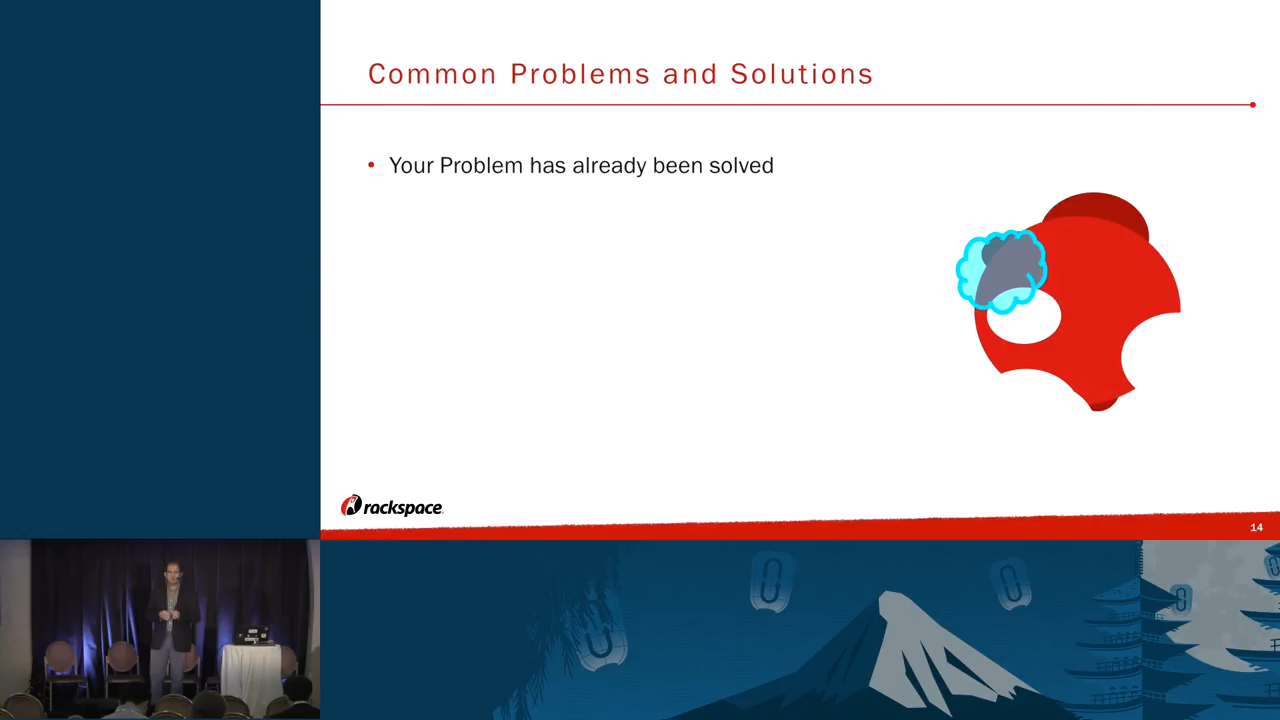 Common Problems and Solutions
• Your Problem has already been solved
rackspace
14